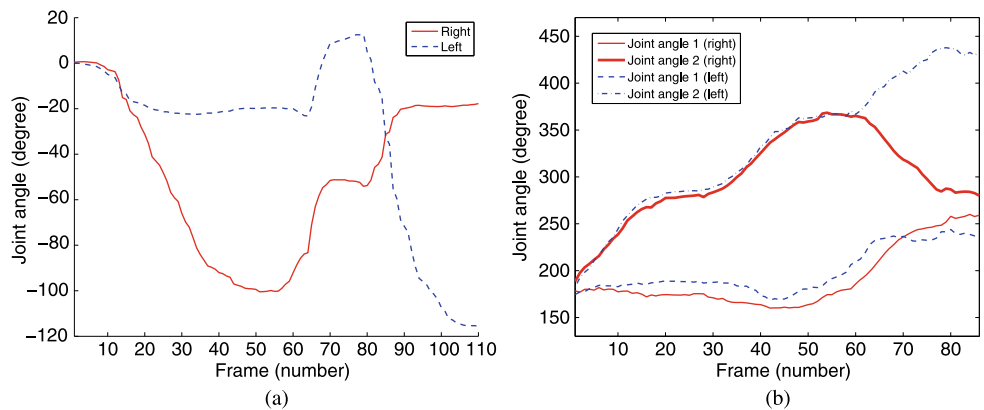 20
0
−20
−40
−60
−80
−100
−120
Joint angle (degree)
10 20 30 40 50 60 70 80 90 100 110
Frame (number)
Right
Left
(a)
450
400
350
300
250
200
150
Joint angle (degree)
10 20 30 40 50 60 70 80
Frame (number)
Joint angle 1 (right)
Joint angle 2 (right)
Joint angle 1 (left)
Joint angle 2 (left)
(b)